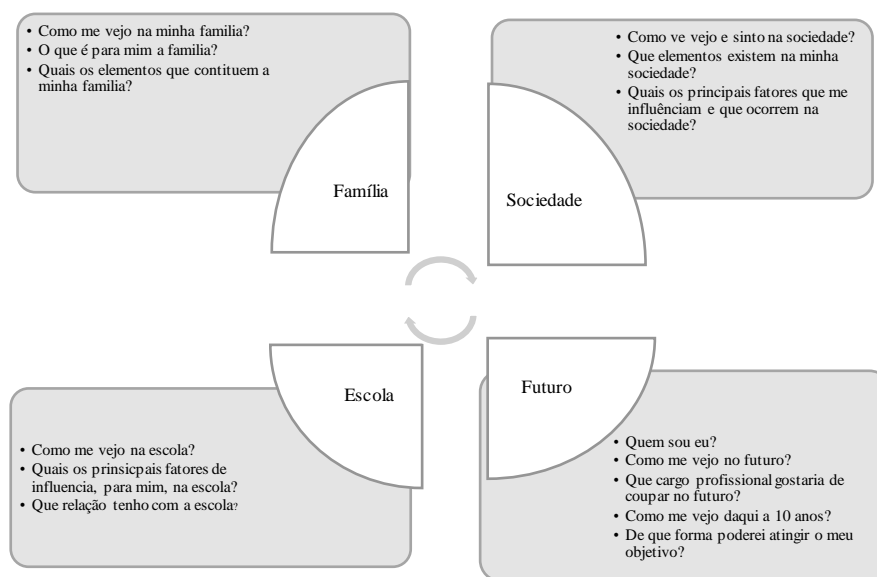 • Como me vejo na minha familia?
• O que é para mim a familia?
• Quais os elementos que contituem a
minha familia?
Família
• Como ve vejo e sinto na sociedade?
• Que elementos existem na minha
sociedade?
• Quais os principais fatores que me
influênciam e que ocorrem na
sociedade?
Sociedade
Escola
• Como me vejo na escola?
• Quais os prinsicpais fatores de
influencia, para mim, na escola?
• Que relação tenho com a escola?
Futuro
• Quem sou eu?
• Como me vejo no futuro?
• Que cargo profissional gostaria de
coupar no futuro?
• Como me vejo daqui a 10 anos?
• De que forma poderei atingir o meu
objetivo?